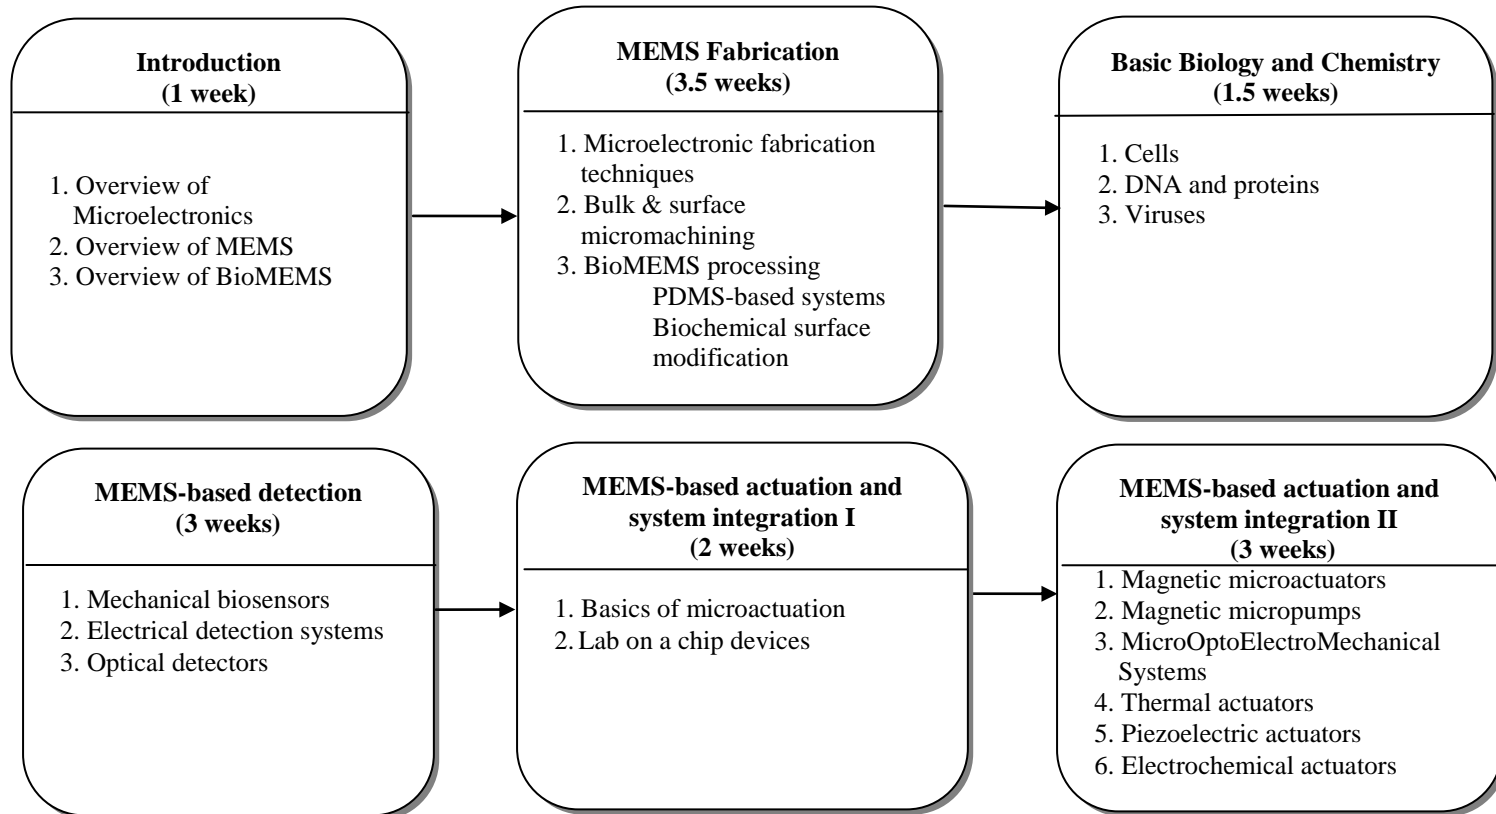 Introduction
(1 week)
1. Overview of
Microelectronics
2. Overview of MEMS
3. Overview of BioMEMS
MEMS Fabrication
(3.5 weeks)
1. Microelectronic fabrication
techniques
2. Bulk & surface
micromachining
3. BioMEMS processing
PDMS-based systems
Biochemical surface
modification
Basic Biology and Chemistry
(1.5 weeks)
1. Cells
2. DNA and proteins
3. Viruses
MEMS-based detection
(3 weeks)
1. Mechanical biosensors
2. Electrical detection systems
3. Optical detectors
MEMS-based actuation and
system integration I
(2 weeks)
1. Basics of microactuation
2. Lab on a chip devices
MEMS-based actuation and
system integration II
(3 weeks)
1. Magnetic microactuators
2. Magnetic micropumps
3. MicroOptoElectroMechanical
Systems
4. Thermal actuators
5. Piezoelectric actuators
6. Electrochemical actuators